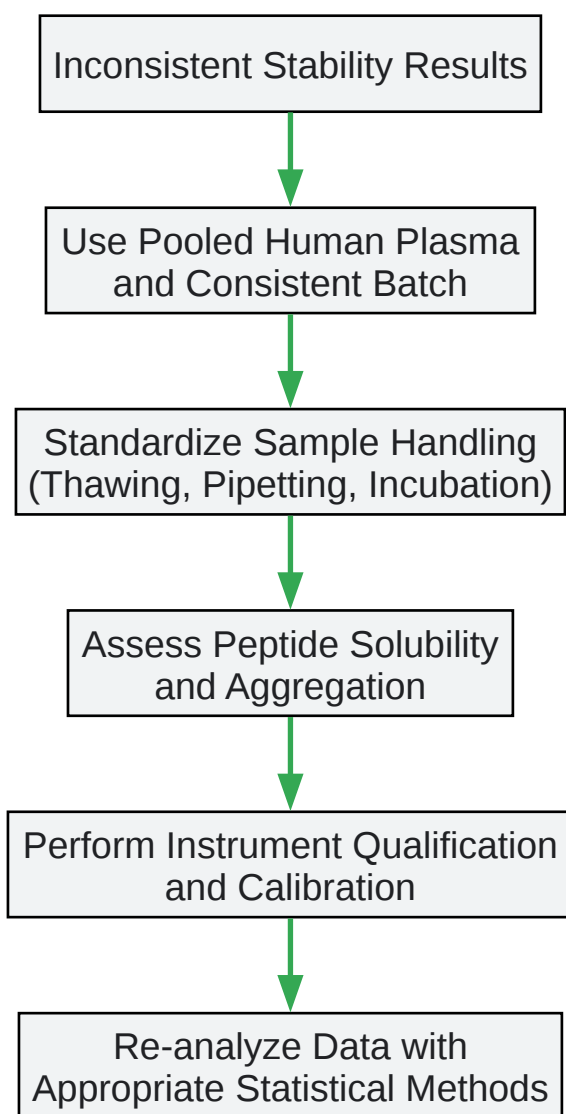 Inconsistent Stability Results
Use Pooled Human Plasma
and Consistent Batch
Standardize Sample Handling
(Thawing, Pipetting, Incubation)
Assess Peptide Solubility
and Aggregation
Perform Instrument Qualification
and Calibration
Re-analyze Data with
Appropriate Statistical Methods